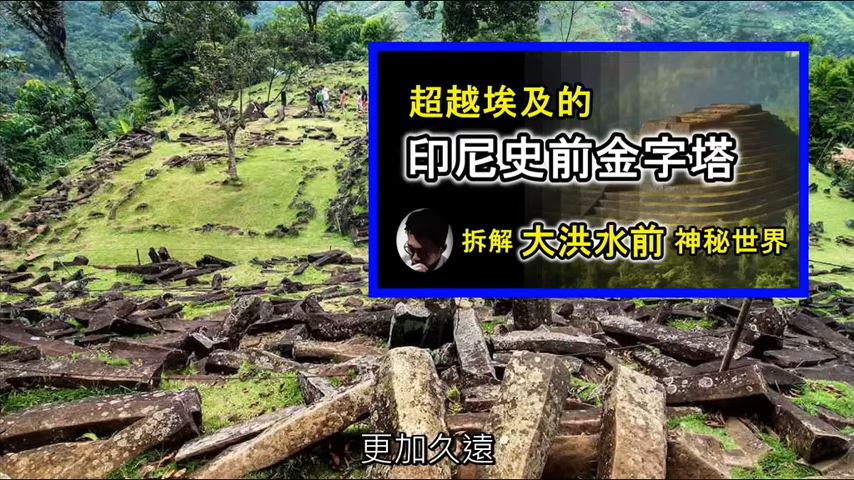 超越埃及的
印尼史前金字塔
拆解 大洪水前 神秘世界
更加久遠